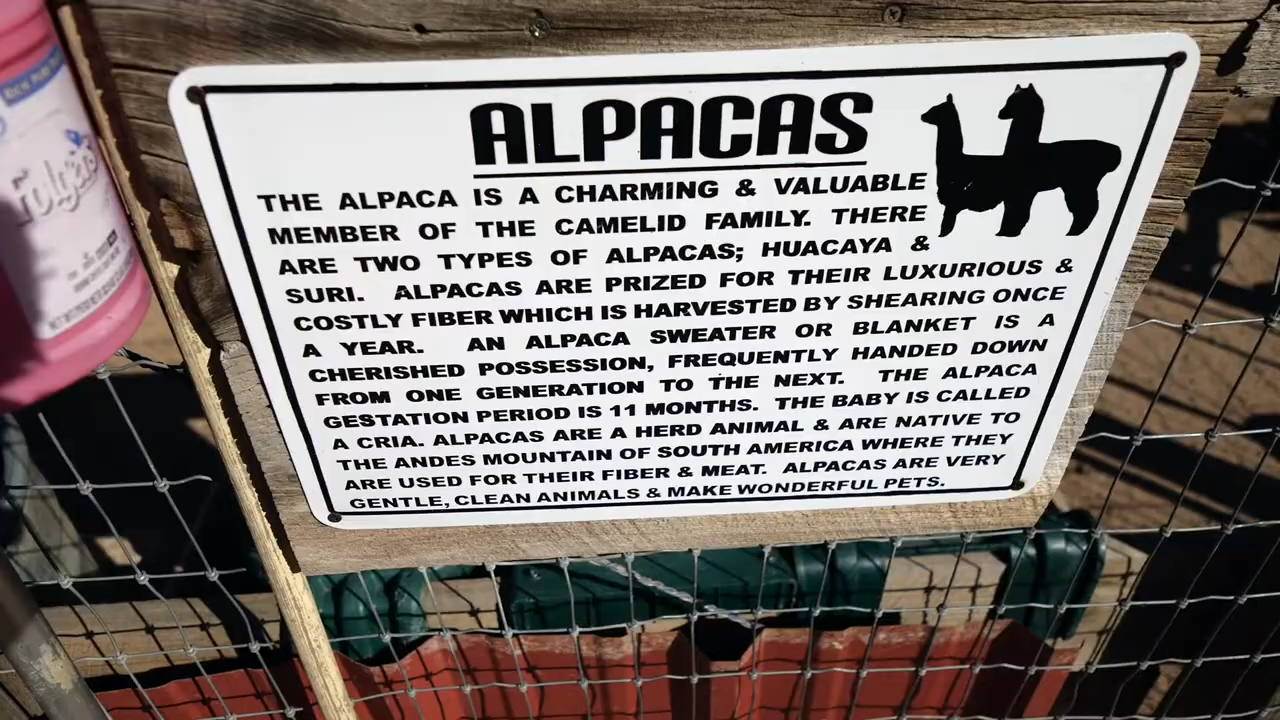 ALPACAS
THE ALPACA IS A CHARMING & VALUABLE
MEMBER OF THE CAMELID FAMILY. THERE
ARE TWO TYPES OF ALPACAS; HUACAYA &
SURI. ALPACAS ARE PRIZED FOR THEIR LUXURIOUS &
COSTLY FIBER WHICH IS HARVESTED BY SHEARING ONCE
A YEAR. AN ALPACA SWEATER OR BLANKET IS A
CHERISHED POSSESSION, FREQUENTLY HANDED DOWN
FROM ONE GENERATION TO THE NEXT. THE ALPACA
GESTATION PERIOD IS 11 MONTHS. THE BABY IS CALLED
A CRIA. ALPACAS ARE A HERD ANIMAL & ARE NATIVE TO
THE ANDES MOUNTAIN OF SOUTH AMERICA WHERE THEY
ARE USED FOR THEIR FIBER & MEAT. ALPACAS ARE VERY
GENTLE, CLEAN ANIMALS & MAKE WONDERFUL PETS.